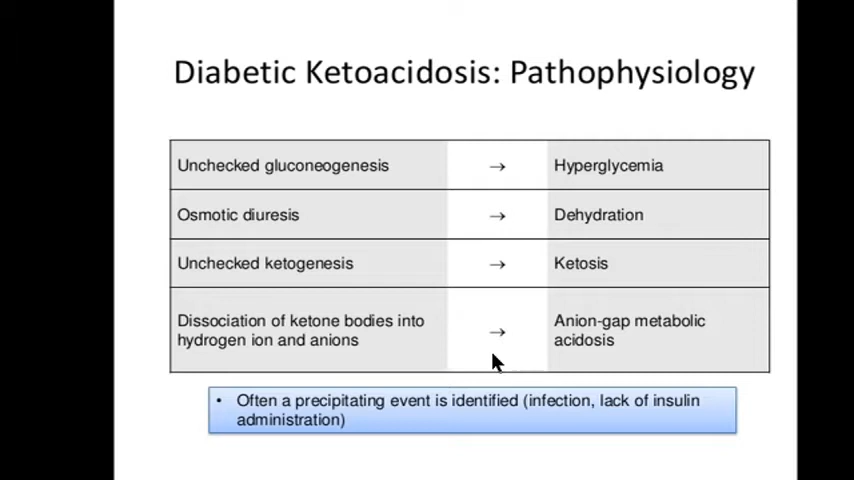 Diabetic Ketoacidosis: Pathophysiology
Unchecked gluconeogenesis → Hyperglycemia
Osmotic diuresis → Dehydration
Unchecked ketogenesis → Ketosis
Dissociation of ketone bodies into
hydrogen ion and anions
→
Anion-gap metabolic
acidosis
• Often a precipitating event is identified (infection, lack of insulin
administration)